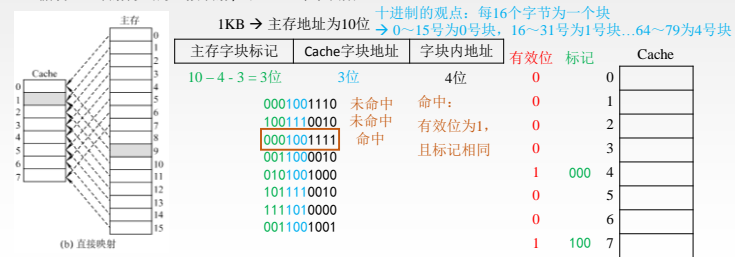 1KB → 主存地址为10位
十进制的观点：每16个字节为一个块
→ 0～15号为0号块，16～31号为1号块…64～79为4号块
主存字块标记 Cache字块地址 字块内地址
10 – 4 - 3 = 3位 3位 4位
0001001110 未命中
1001110010 未命中
0001001111 命中
0011000010
0101001000
1011110010
1111010000
0011001001
命中：
有效位为1，
且标记相同
有效位 标记 Cache
0 0
0 1
0 2
0 3
1 000 4
0 5
0 6
1 100 7
主存
0
1
2
3
4
5
6
7
8
9
10
11
12
13
14
15
Cache
0
1
2
3
4
5
6
7
(b) 直接映射